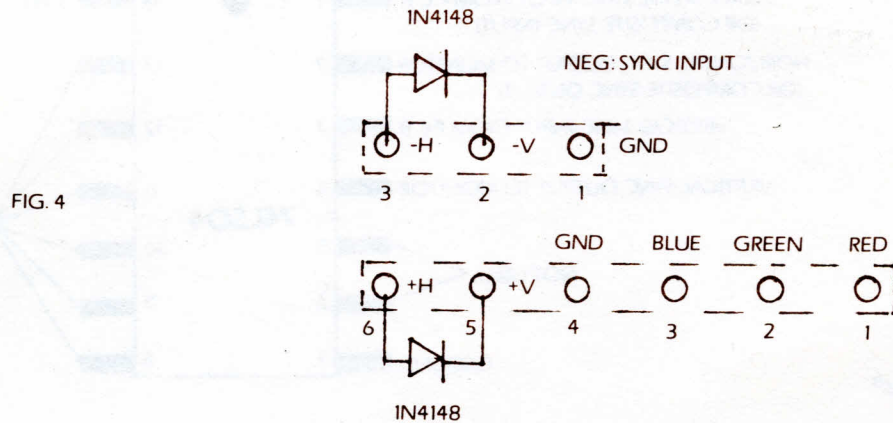 1N4148
NEG: SYNC INPUT
-H -V GND
3 2 1
FIG. 4
GND BLUE GREEN RED
+H +V
6 5 4 3 2 1
1N4148